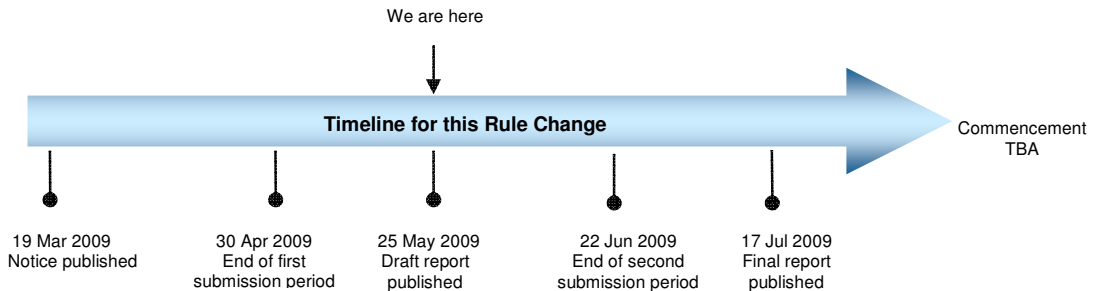 We are here
Timeline for this Rule Change
Commencement
TBA
19 Mar 2009
Notice published
30 Apr 2009
End of first
submission period
25 May 2009
Draft report
published
22 Jun 2009
End of second
submission period
17 Jul 2009
Final report
published